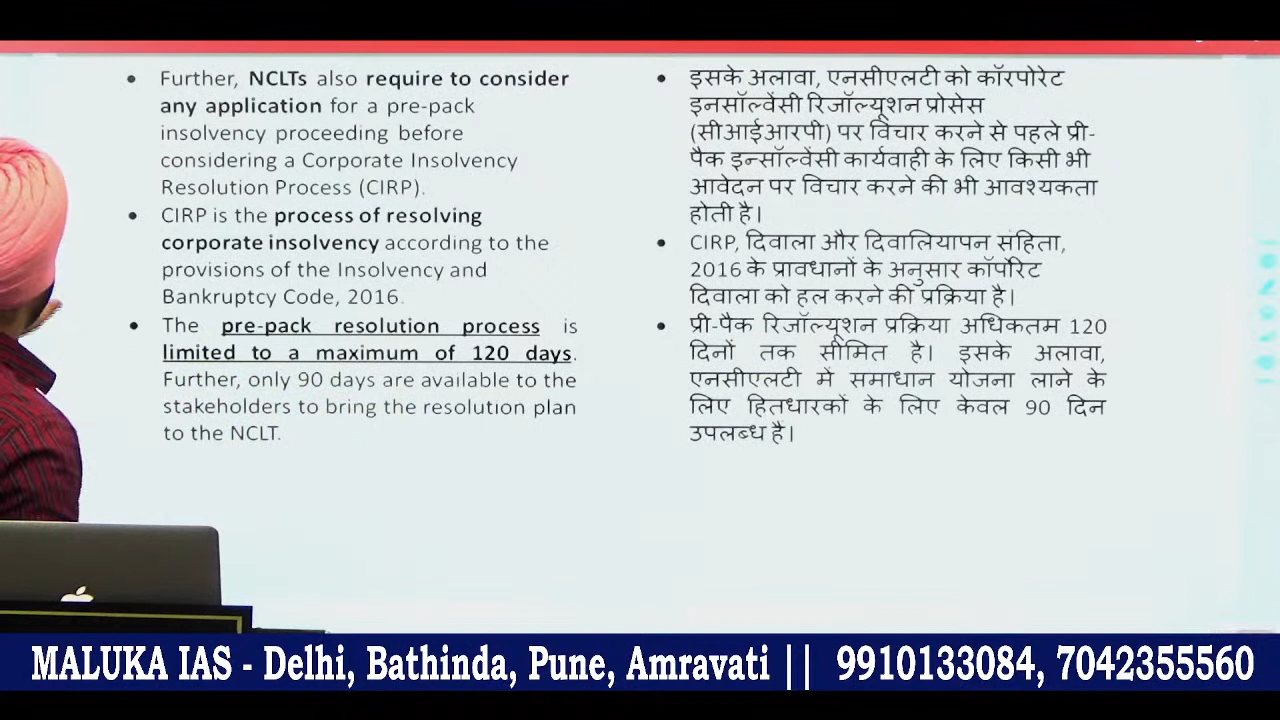 • Further, NCLTs also require to consider
any application for a pre-pack
insolvency proceeding before
considering a Corporate Insolvency
Resolution Process (CIRP).
• CIRP is the process of resolving
corporate insolvency according to the
provisions of the Insolvency and
Bankruptcy Code, 2016.
• The pre-pack resolution process is
limited to a maximum of 120 days.
Further, only 90 days are available to the
stakeholders to bring the resolution plan
to the NCLT.
• इसके अलावा, एनसीएलटी को कॉरपोरेट
इनसॉल्वेंसी रिजॉल्यूशन प्रोसेस
(सीआईआरपी) पर विचार करने से पहले प्री-
पैक इन्सॉल्वेंसी कार्यवाही के लिए किसी भी
आवेदन पर विचार करने की भी आवश्यकता
होती है।
• CIRP, दिवाला और दिवालियापन संहिता,
2016 के प्रावधानों के अनुसार कॉर्पोरेट
दिवाला को हल करने की प्रक्रिया है।
• प्री-पैक रिजॉल्यूशन प्रक्रिया अधिकतम 120
दिनों तक सीमित है। इसके अलावा,
एनसीएलटी में समाधान योजना लाने के
लिए हितधारकों के लिए केवल 90 दिन
उपलब्ध है।
MALUKA IAS - Delhi, Bathinda, Pune, Amravati || 9910133084, 7042355560